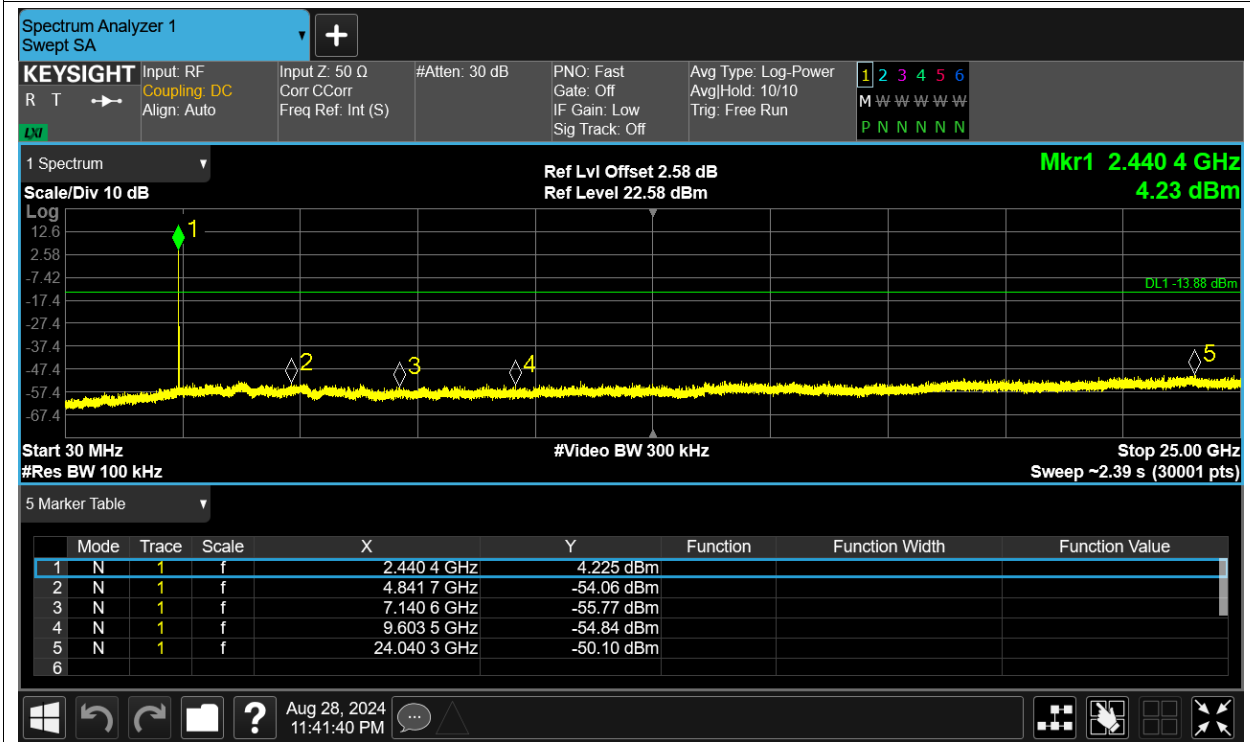 Spectrum Analyzer 1
Swept SA
KEYSIGHT
R T
LXI
Input: RF
Coupling: DC
Align: Auto
Input Z: 50 Ω
Corr CCorr
Freq Ref: Int (S)
#Atten: 30 dB
PNO: Fast
Gate: Off
IF Gain: Low
Sig Track: Off
Avg Type: Log-Power
Avg|Hold: 10/10
Trig: Free Run
1 2 3 4 5 6
M W W W W W
P N N N N N
1 Spectrum
Scale/Div 10 dB
Ref Lvl Offset 2.58 dB
Ref Level 22.58 dBm
Mkr1 2.440 4 GHz
4.23 dBm
Log
12.6
2.58
-7.42
-17.4
-27.4
-37.4
-47.4
-57.4
-67.4
1
2
3
4
5
DL1 -13.88 dBm
Start 30 MHz
#Video BW 300 kHz
Stop 25.00 GHz
#Res BW 100 kHz
Sweep ~2.39 s (30001 pts)
5 Marker Table
Mode Trace Scale X Y Function Function Width Function Value
1 N 1 f 2.440 4 GHz 4.225 dBm
2 N 1 f 4.841 7 GHz -54.06 dBm
3 N 1 f 7.140 6 GHz -55.77 dBm
4 N 1 f 9.603 5 GHz -54.84 dBm
5 N 1 f 24.040 3 GHz -50.10 dBm
6
?
Aug 28, 2024
11:41:40 PM